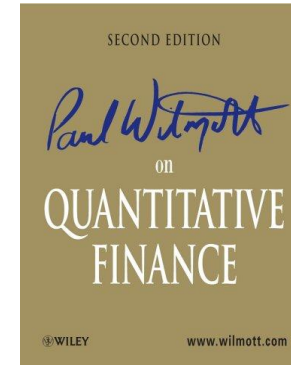 SECOND EDITION
Paul Wilmott
on
QUANTITATIVE
FINANCE
WILEY www.wilmott.com